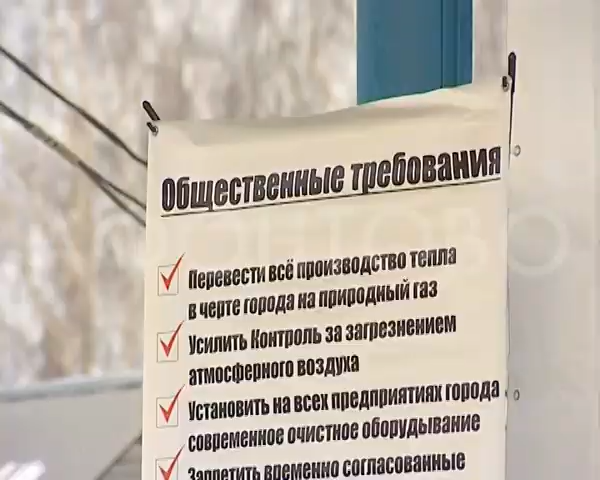 Общественные требования
Перевести всё производство тепла
в черте города на природный газ
Усилить Контроль за загрезнением
атмосферного воздуха
Установить на всех предприятиях города
современное очистное оборудывание
Запретить временно согласованные